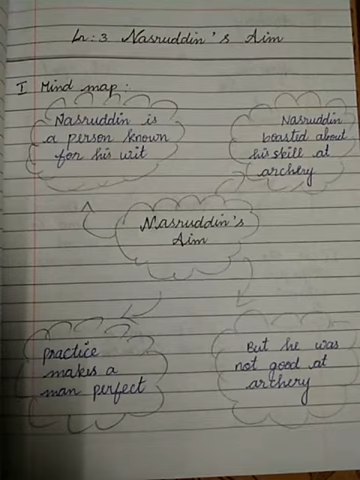 Ln: 3 Nasruddin's Aim
I Mind map:
Nasruddin is
a person known
for his wit
Nasruddin
boasted about
his skill at
archery
Nasruddin's
Aim
Practice
makes a
man perfect
But he was
not good at
archery